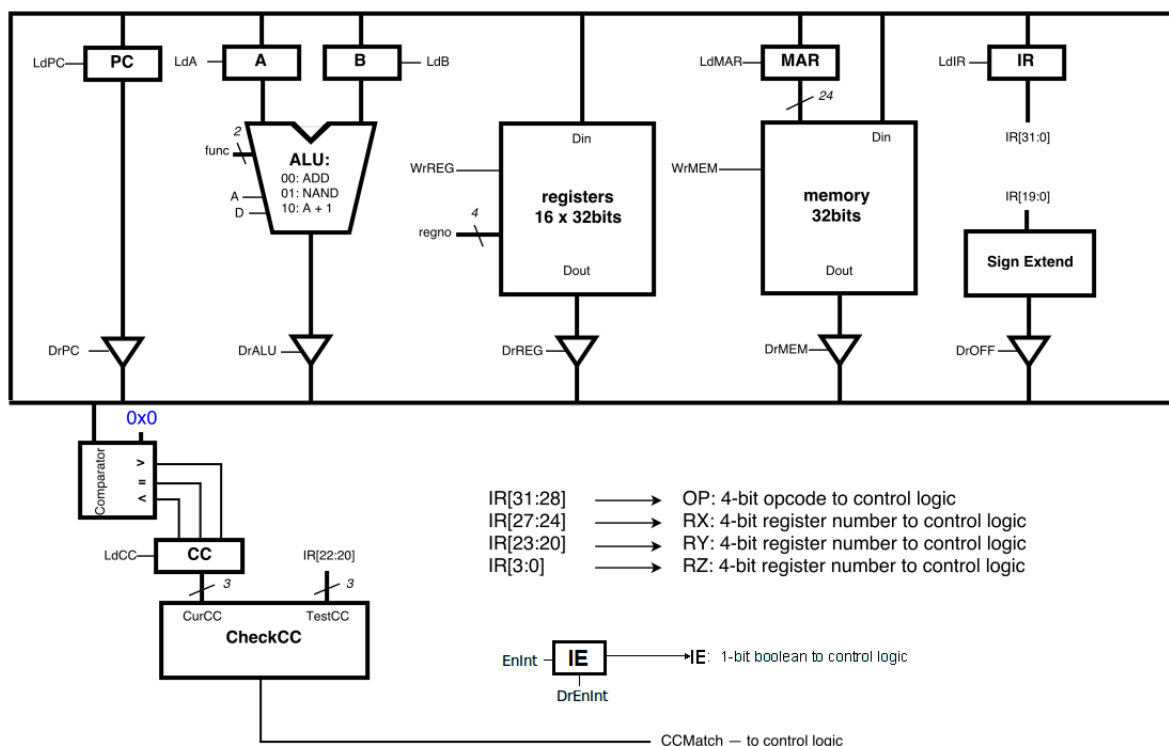 LdPC
PC
LdA
A
B
LdB
LdMAR
MAR
LdIR
IR
24
2
func
ALU:
00: ADD
01: NAND
10: A + 1
A
D
Din
WrREG
registers
16 x 32bits
4
regno
Dout
Din
WrMEM
memory
32bits
Dout
IR[31:0]
IR[19:0]
Sign Extend
DrPC
DrALU
DrREG
DrMEM
DrOFF
0x0
Comparator
>
=
<
LdCC
CC
IR[22:20]
3
3
CurCC
TestCC
CheckCC
IR[31:28] OP: 4-bit opcode to control logic
IR[27:24] RX: 4-bit register number to control logic
IR[23:20] RY: 4-bit register number to control logic
IR[3:0] RZ: 4-bit register number to control logic
EnInt
IE
IE: 1-bit boolean to control logic
DrEnInt
CCMatch — to control logic